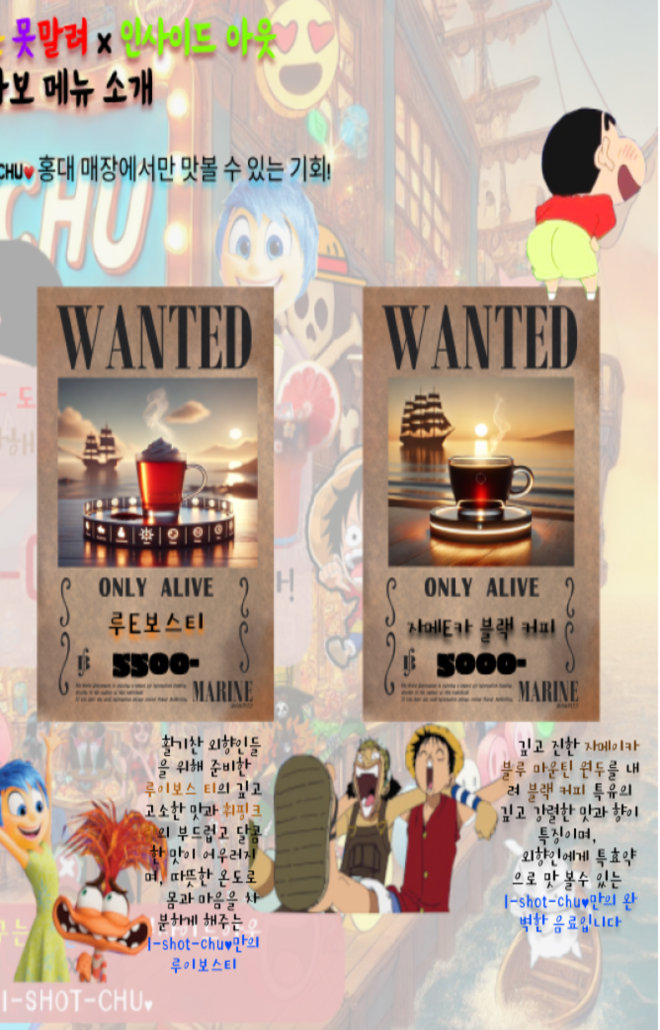 못말려 x 인사이드 아웃
보 메뉴 소개
CHU♥ 홍대 매장에서만 맛볼 수 있는 기회!
CHU
WANTED
ONLY ALIVE
루E보스티
฿ 5500-
MARINE
WANTED
ONLY ALIVE
자메E카 블랙 커피
฿ 5000-
MARINE
활기찬 외향인들
을 위해 준비한
루이보스 티의 깊고
고소한 맛과 휘핑크
의 부드럽고 달콤
한 맛이 어우러지
며, 따뜻한 온도로
몸과 마음을 차
분하게 해주는
I-shot-chu♥만의
루이보스티
깊고 진한 자메이카
블루 마운틴 원두를 내
려 블랙 커피 특유의
깊고 강렬한 맛과 향이
특징이며,
외향인에게 특효약
으로 맛 볼수 있는
I-shot-chu♥만의 완
벽한 음료입니다
I-SHOT-CHU♥